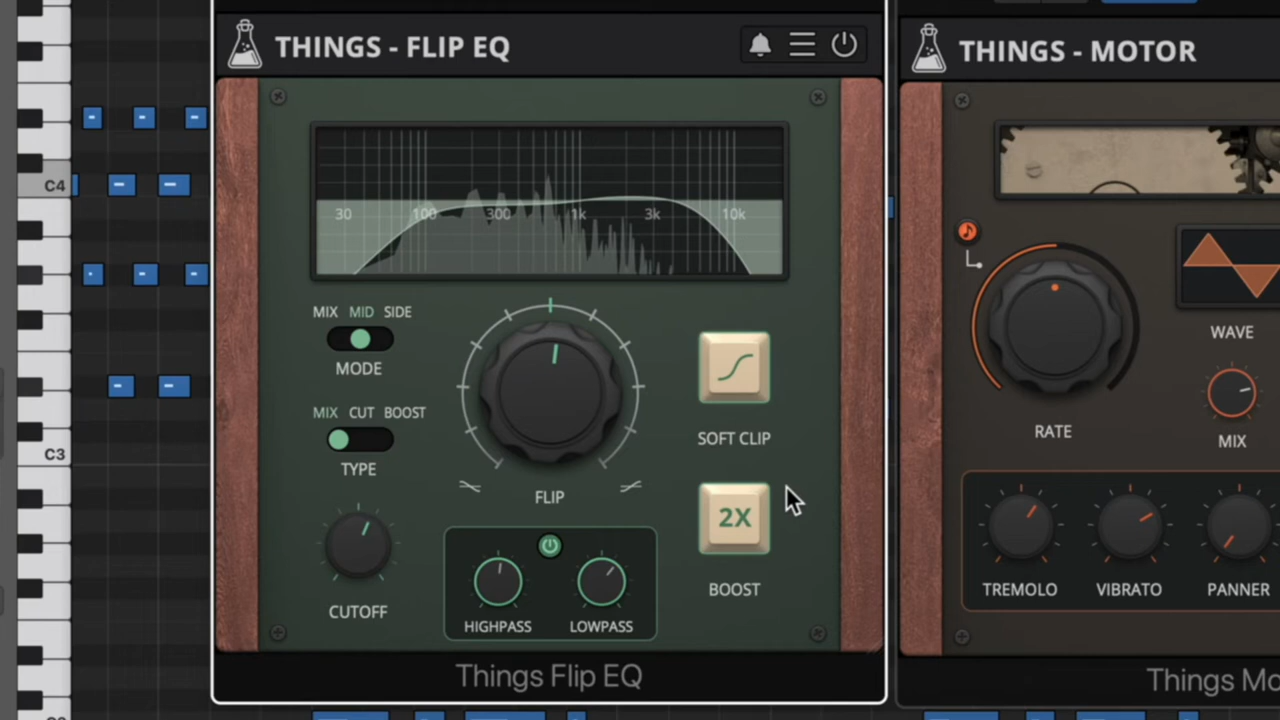 THINGS - FLIP EQ
THINGS - MOTOR
C4
C3
30 100 300 1k 3k 10k
MIX MID SIDE
MODE
MIX CUT BOOST
TYPE
CUTOFF
FLIP
HIGHPASS LOWPASS
SOFT CLIP
2X
BOOST
Things Flip EQ
RATE
WAVE
MIX
TREMOLO VIBRATO PANNER
Things Mo